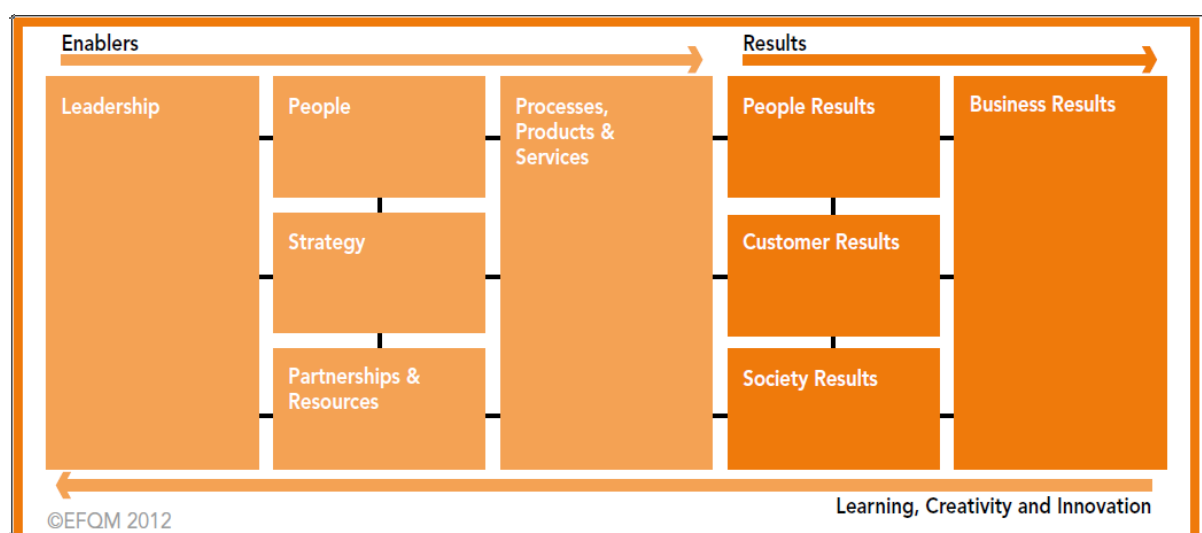 Enablers
Results
Leadership
People
Processes,
Products &
Services
People Results
Business Results
Strategy
Customer Results
Partnerships &
Resources
Society Results
Learning, Creativity and Innovation
©EFQM 2012